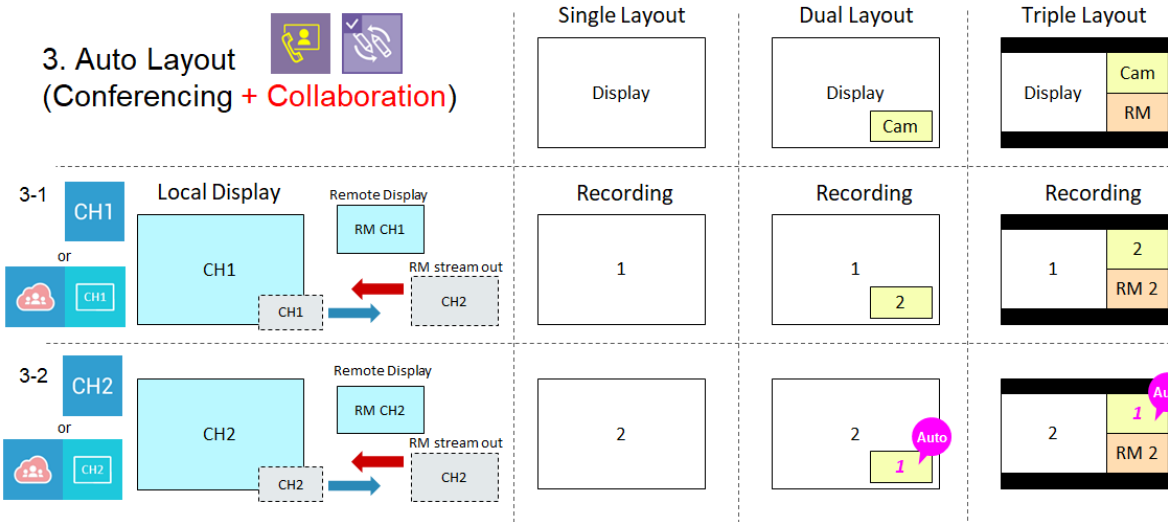 Single Layout
Dual Layout
Triple Layout
3. Auto Layout
(Conferencing + Collaboration)
Display
Display
Cam
Display
Cam
RM
3-1
CH1
or
CH1
Local Display
CH1
CH1
Remote Display
RM CH1
RM stream out
CH2
Recording
1
Recording
1
2
Recording
1
2
RM 2
3-2
CH2
or
CH2
CH2
CH2
Remote Display
RM CH2
RM stream out
CH2
2
2
Auto
1
2
Au
1
RM 2